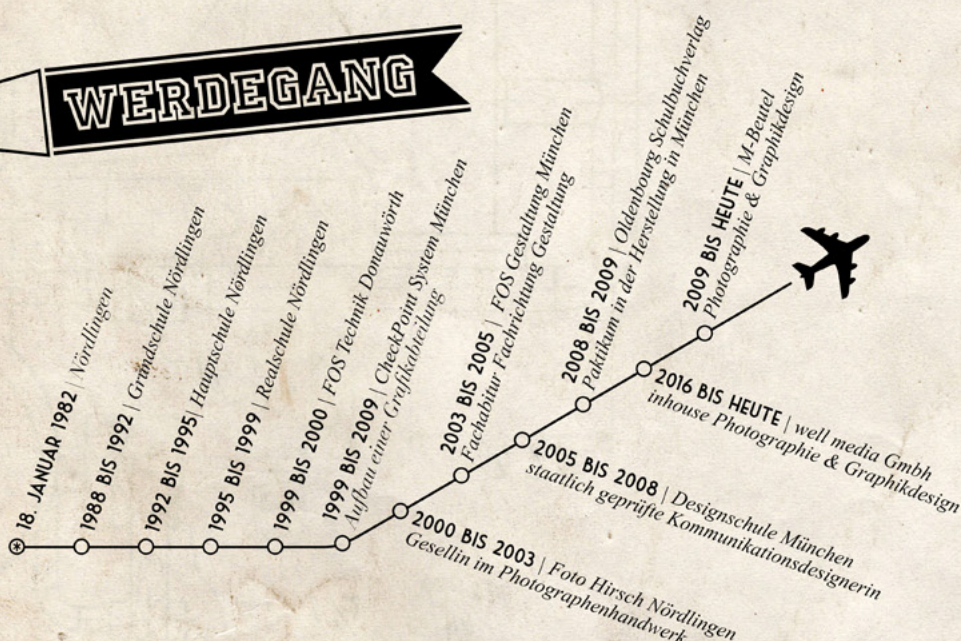 WERDEGANG
18. JANUAR 1982 | Nördlingen
1988 BIS 1992 | Grundschule Nördlingen
1992 BIS 1995| Hauptschule Nördlingen
1995 BIS 1999 | Realschule Nördlingen
1999 BIS 2000 | FOS Technik Donauwörth
1999 BIS 2009 | CheckPoint System München
Aufbau einer Grafikabteilung
2000 BIS 2003 | Foto Hirsch Nördlingen
Gesellin im Photographenhandwerk
2003 BIS 2005 | FOS Gestaltung München
Fachabitur Fachrichtung Gestaltung
2005 BIS 2008 | Designschule München
staatlich geprüfte Kommunikationsdesignerin
2008 BIS 2009 | Oldenbourg Schulbuchverlag
Paktikum in der Herstellung in München
2016 BIS HEUTE | well media Gmbh
inhouse Photographie & Graphikdesign
2009 BIS HEUTE | M-Beutel
Photographie & Graphikdesign